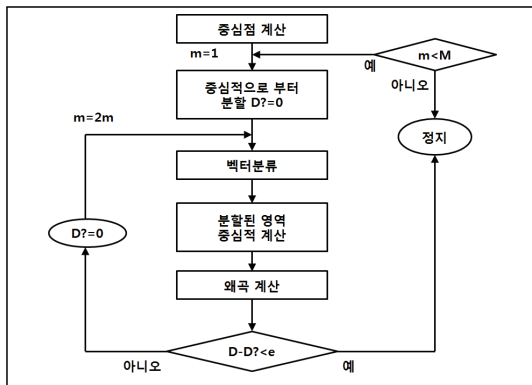 중심점 계산
m=1
m<M
예
아니오
중심적으로 부터
분할 D?=0
m=2m
정지
벡터분류
분할된 영역
중심적 계산
D?=0
왜곡 계산
D-D?<e
아니오
예